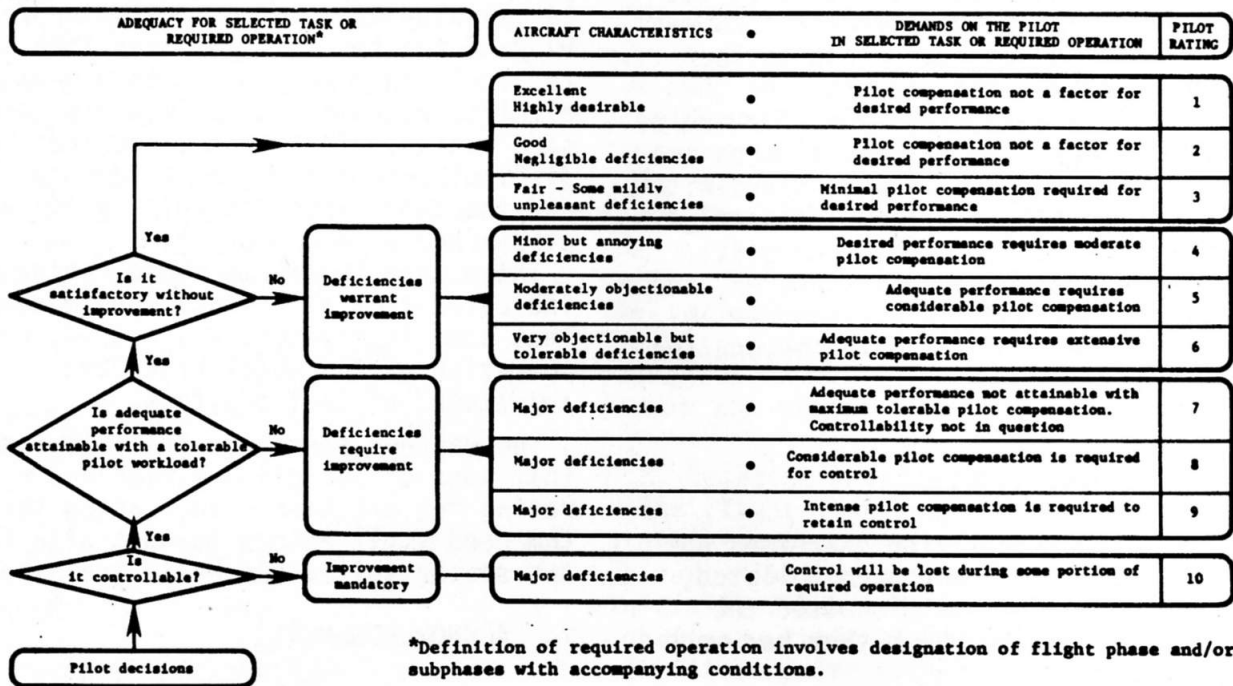 ADEQUACY FOR SELECTED TASK OR
REQUIRED OPERATION*
AIRCRAFT CHARACTERISTICS •
DEMANDS ON THE PILOT
IN SELECTED TASK OR REQUIRED OPERATION
PILOT
RATING
Excellent
Highly desirable
•
Pilot compensation not a factor for
desired performance
1
Good
Negligible deficiencies
•
Pilot compensation not a factor for
desired performance
2
Fair - Some mildly
unpleasant deficiencies
•
Minimal pilot compensation required for
desired performance
3
Yes
Is it
satisfactory without
improvement?
No
Deficiencies
warrant
improvement
Minor but annoying
deficiencies
•
Desired performance requires moderate
pilot compensation
4
Moderately objectionable
deficiencies
•
Adequate performance requires
considerable pilot compensation
5
Very objectionable but
tolerable deficiencies
•
Adequate performance requires extensive
pilot compensation
6
Yes
Is adequate
performance
attainable with a tolerable
pilot workload?
No
Deficiencies
require
improvement
Major deficiencies
•
Adequate performance not attainable with
maximum tolerable pilot compensation.
Controllability not in question
7
Major deficiencies
•
Considerable pilot compensation is required
for control
8
Major deficiencies
•
Intense pilot compensation is required to
retain control
9
Yes
Is
it controllable?
No
Improvement
mandatory
Major deficiencies
•
Control will be lost during some portion of
required operation
10
Pilot decisions
*Definition of required operation involves designation of flight phase and/or
subphases with accompanying conditions.